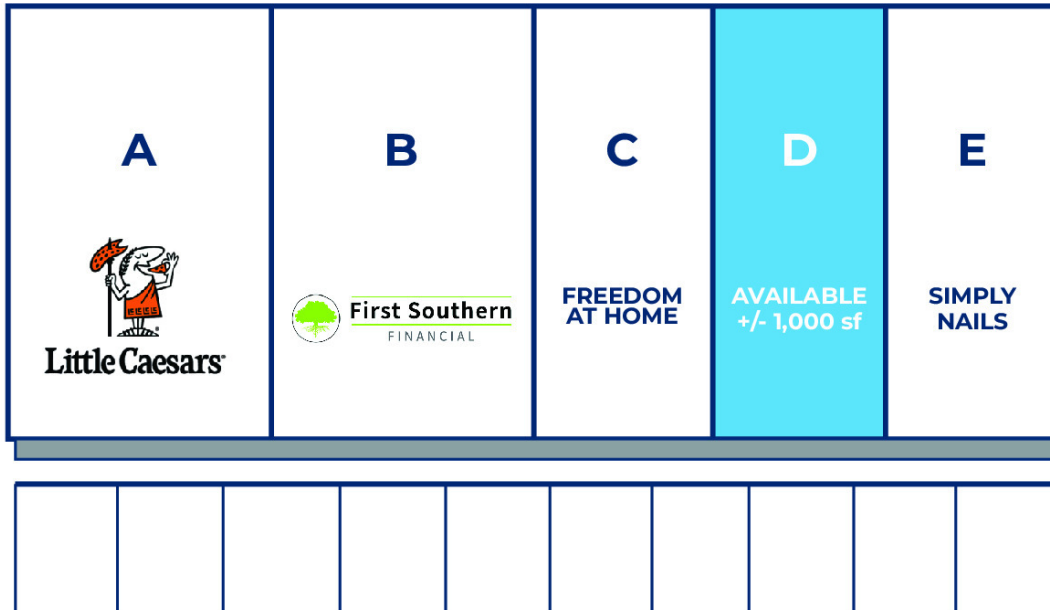 A
B
C
D
E
Little Caesars®
First Southern
FINANCIAL
FREEDOM
AT HOME
AVAILABLE
+/- 1,000 sf
SIMPLY
NAILS